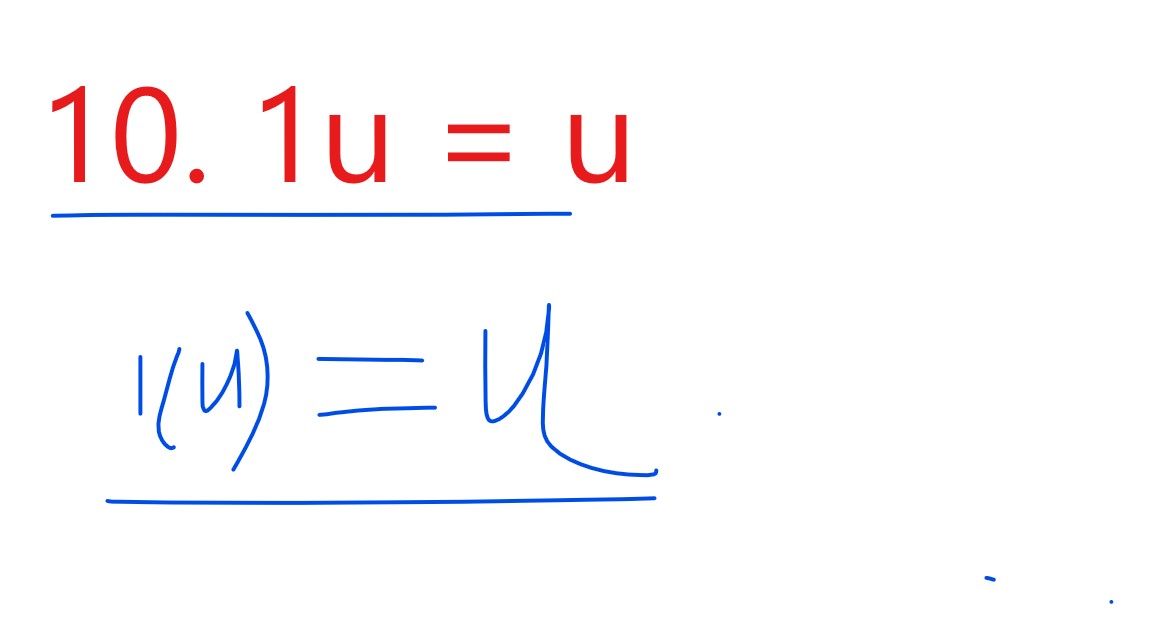 10. 1u = u
1(u) = u